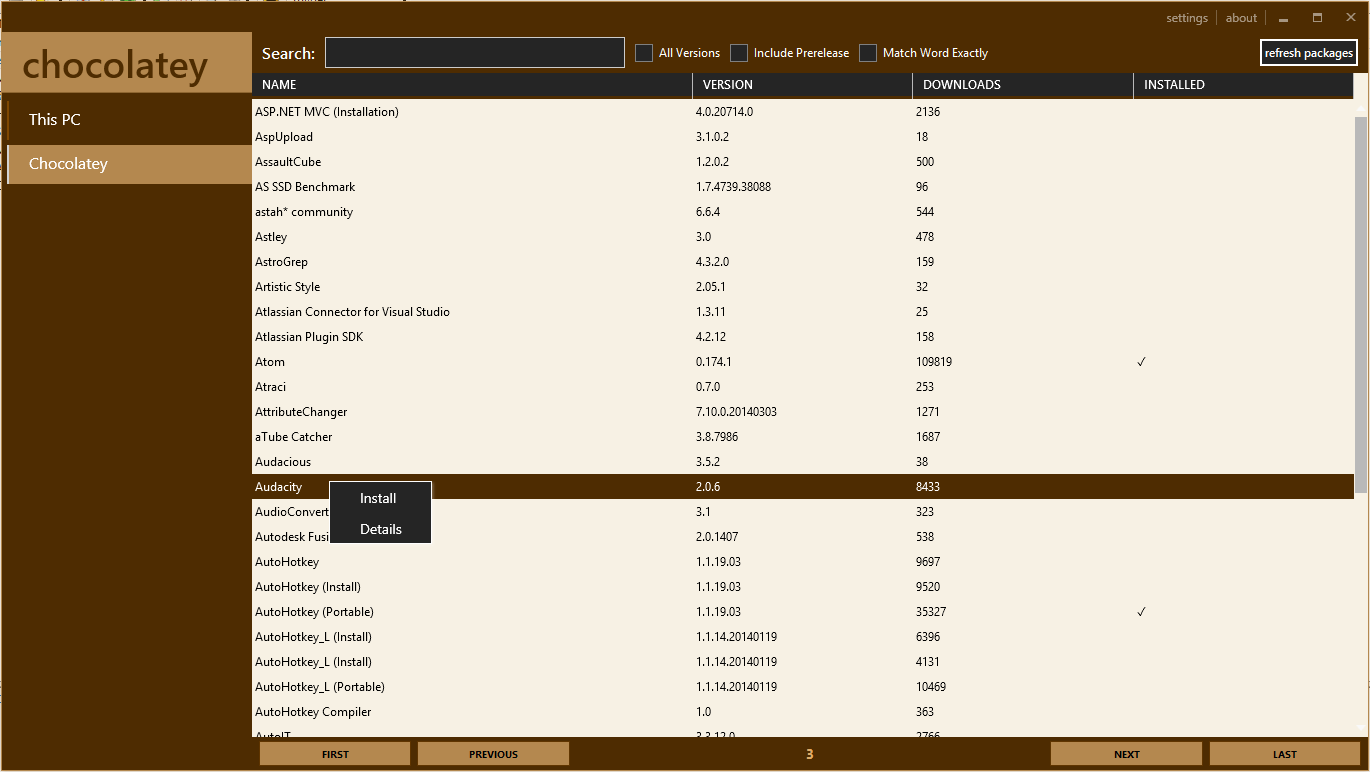 settings about
chocolatey
Search: All Versions Include Prerelease Match Word Exactly refresh packages
This PC
Chocolatey
NAME VERSION DOWNLOADS INSTALLED
ASP.NET MVC (Installation) 4.0.20714.0 2136
AspUpload 3.1.0.2 18
AssaultCube 1.2.0.2 500
AS SSD Benchmark 1.7.4739.38088 96
astah* community 6.6.4 544
Astley 3.0 478
AstroGrep 4.3.2.0 159
Artistic Style 2.05.1 32
Atlassian Connector for Visual Studio 1.3.11 25
Atlassian Plugin SDK 4.2.12 158
Atom 0.174.1 109819 ✓
Atraci 0.7.0 253
AttributeChanger 7.10.0.20140303 1271
aTube Catcher 3.8.7986 1687
Audacious 3.5.2 38
Audacity 2.0.6 8433
Install
Details
AudioConvert 3.1 323
Autodesk Fusi 2.0.1407 538
AutoHotkey 1.1.19.03 9697
AutoHotkey (Install) 1.1.19.03 9520
AutoHotkey (Portable) 1.1.19.03 35327 ✓
AutoHotkey_L (Install) 1.1.14.20140119 6396
AutoHotkey_L (Install) 1.1.14.20140119 4131
AutoHotkey_L (Portable) 1.1.14.20140119 10469
AutoHotkey Compiler 1.0 363
AutoIT 3.3.12.0 2766
FIRST PREVIOUS 3 NEXT LAST